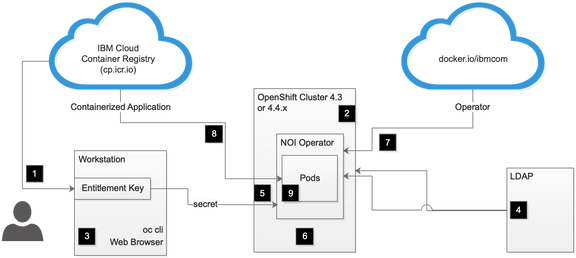 IBM Cloud
Container Registry
(cp.icr.io)
docker.io/ibmcom
Containerized Application
Operator
OpenShift Cluster 4.3
or 4.4.x
2
8
7
NOI Operator
Workstation
Pods
1
Entitlement Key
5
9
secret
LDAP
4
3
oc cli
Web Browser
6